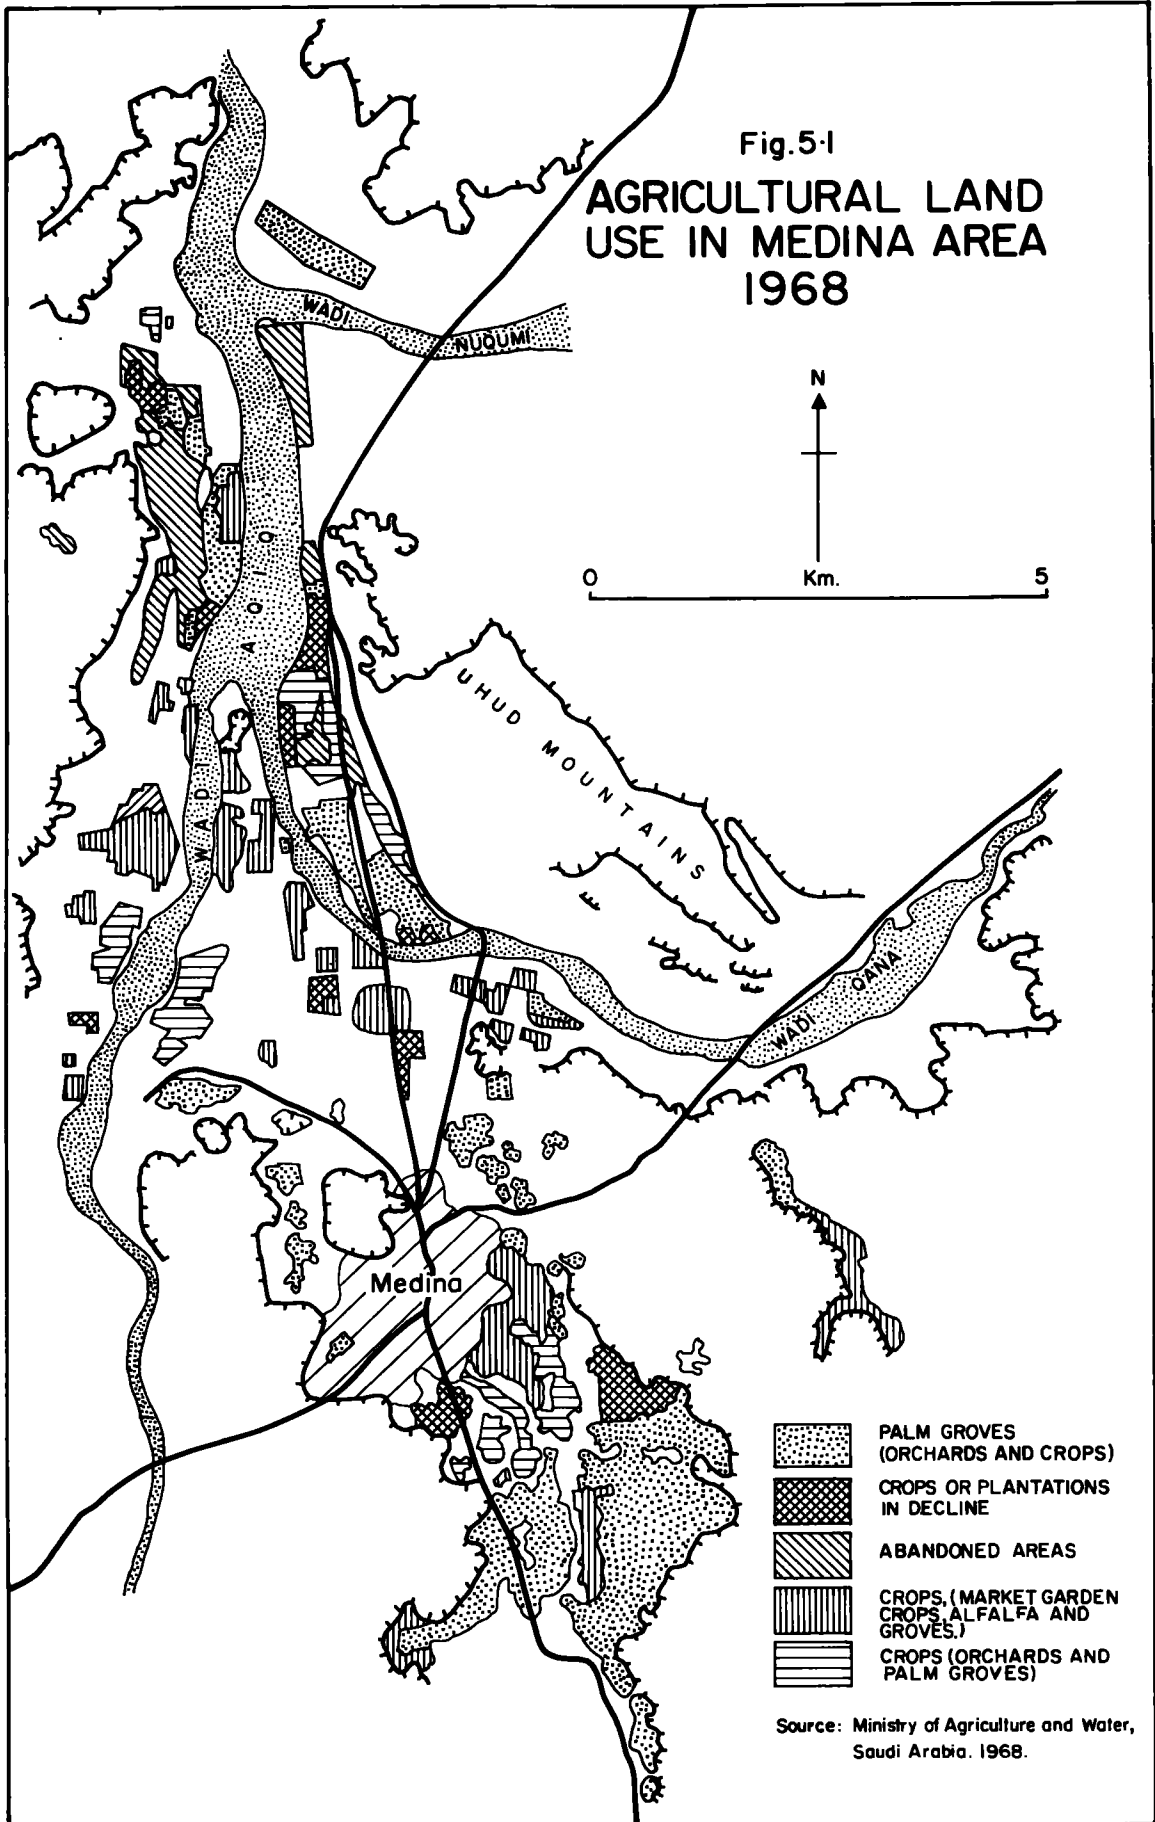 Fig.5·1
AGRICULTURAL LAND
USE IN MEDINA AREA
1968
N
0 Km. 5
WADI NUQUMI
WADI AQIQ
UHUD MOUNTAINS
WADI QANA
Medina
PALM GROVES
(ORCHARDS AND CROPS)
CROPS OR PLANTATIONS
IN DECLINE
ABANDONED AREAS
CROPS, (MARKET GARDEN
CROPS, ALFALFA AND
GROVES.)
CROPS (ORCHARDS AND
PALM GROVES)
Source: Ministry of Agriculture and Water,
Saudi Arabia. 1968.